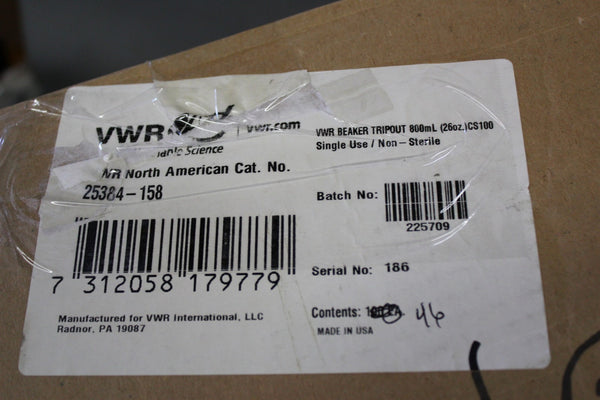 VWR | vwr.com
Science
North American Cat. No.
25384-158
7 312058 179779
Manufactured for VWR International, LLC
Radnor, PA 19087
VWR BEAKER TRIPOUT 800mL (26oz.)CS100
Single Use / Non-Sterile
Batch No:
225709
Serial No: 186
Contents: 46
MADE IN USA